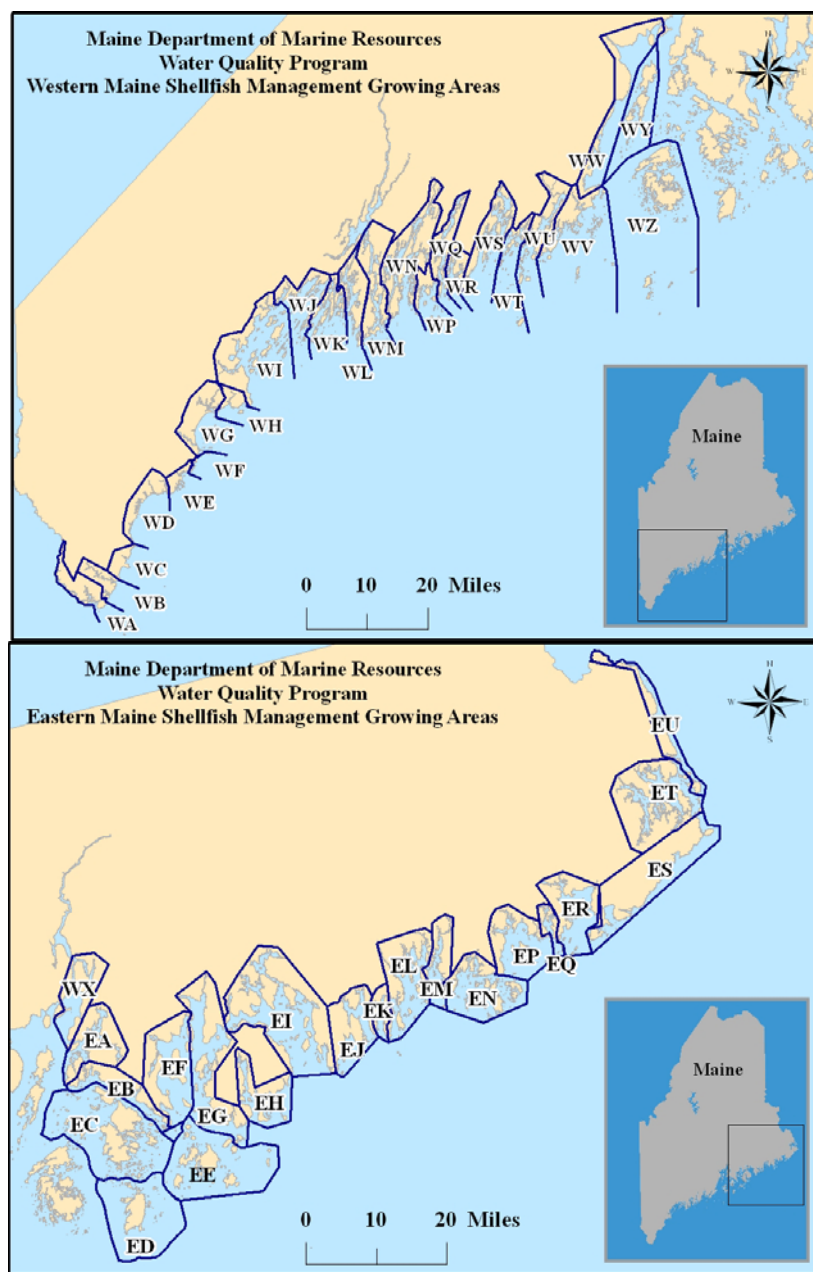 Maine Department of Marine Resources
Water Quality Program
Western Maine Shellfish Management Growing Areas
N
W
E
S
WY
WW
WZ
WQ
WS
WU
WV
WN
WR
WT
WJ
WP
WK
WM
WI
WL
WH
WG
WF
WE
WD
WC
WB
WA
0 10 20 Miles
Maine
Maine Department of Marine Resources
Water Quality Program
Eastern Maine Shellfish Management Growing Areas
N
W
E
S
EU
ET
ES
ER
EP
EQ
EL
EM
EN
WX
EI
EK
EA
EJ
EF
EB
EG
EH
EC
EE
ED
0 10 20 Miles
Maine